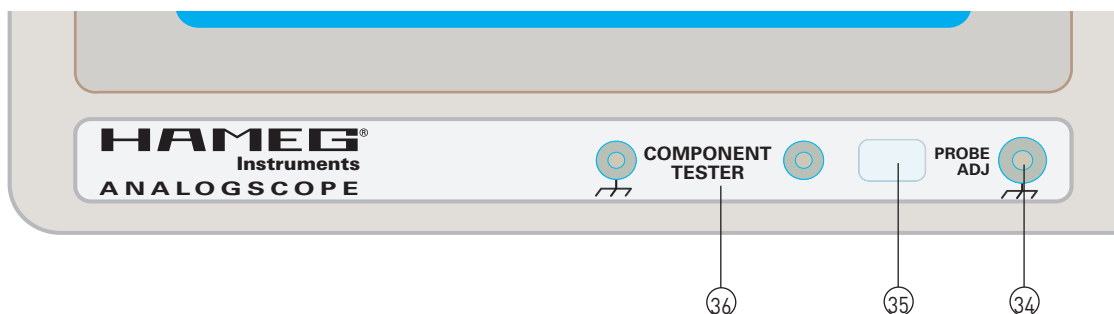 HAMEG®
Instruments
ANALOGSCOPE
COMPONENT
TESTER
PROBE
ADJ
36
35
34